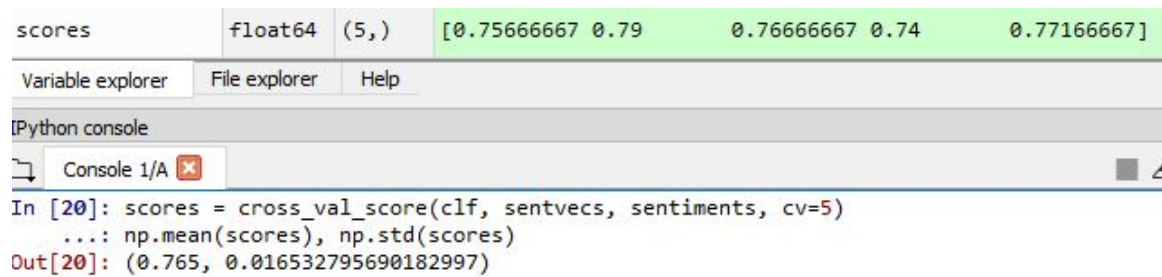 scores float64 (5,) [0.75666667 0.79 0.76666667 0.74 0.77166667]
Variable explorer File explorer Help
IPython console
Console 1/A
In [20]: scores = cross_val_score(clf, sentvecs, sentiments, cv=5)
...: np.mean(scores), np.std(scores)
Out[20]: (0.765, 0.016532795690182997)